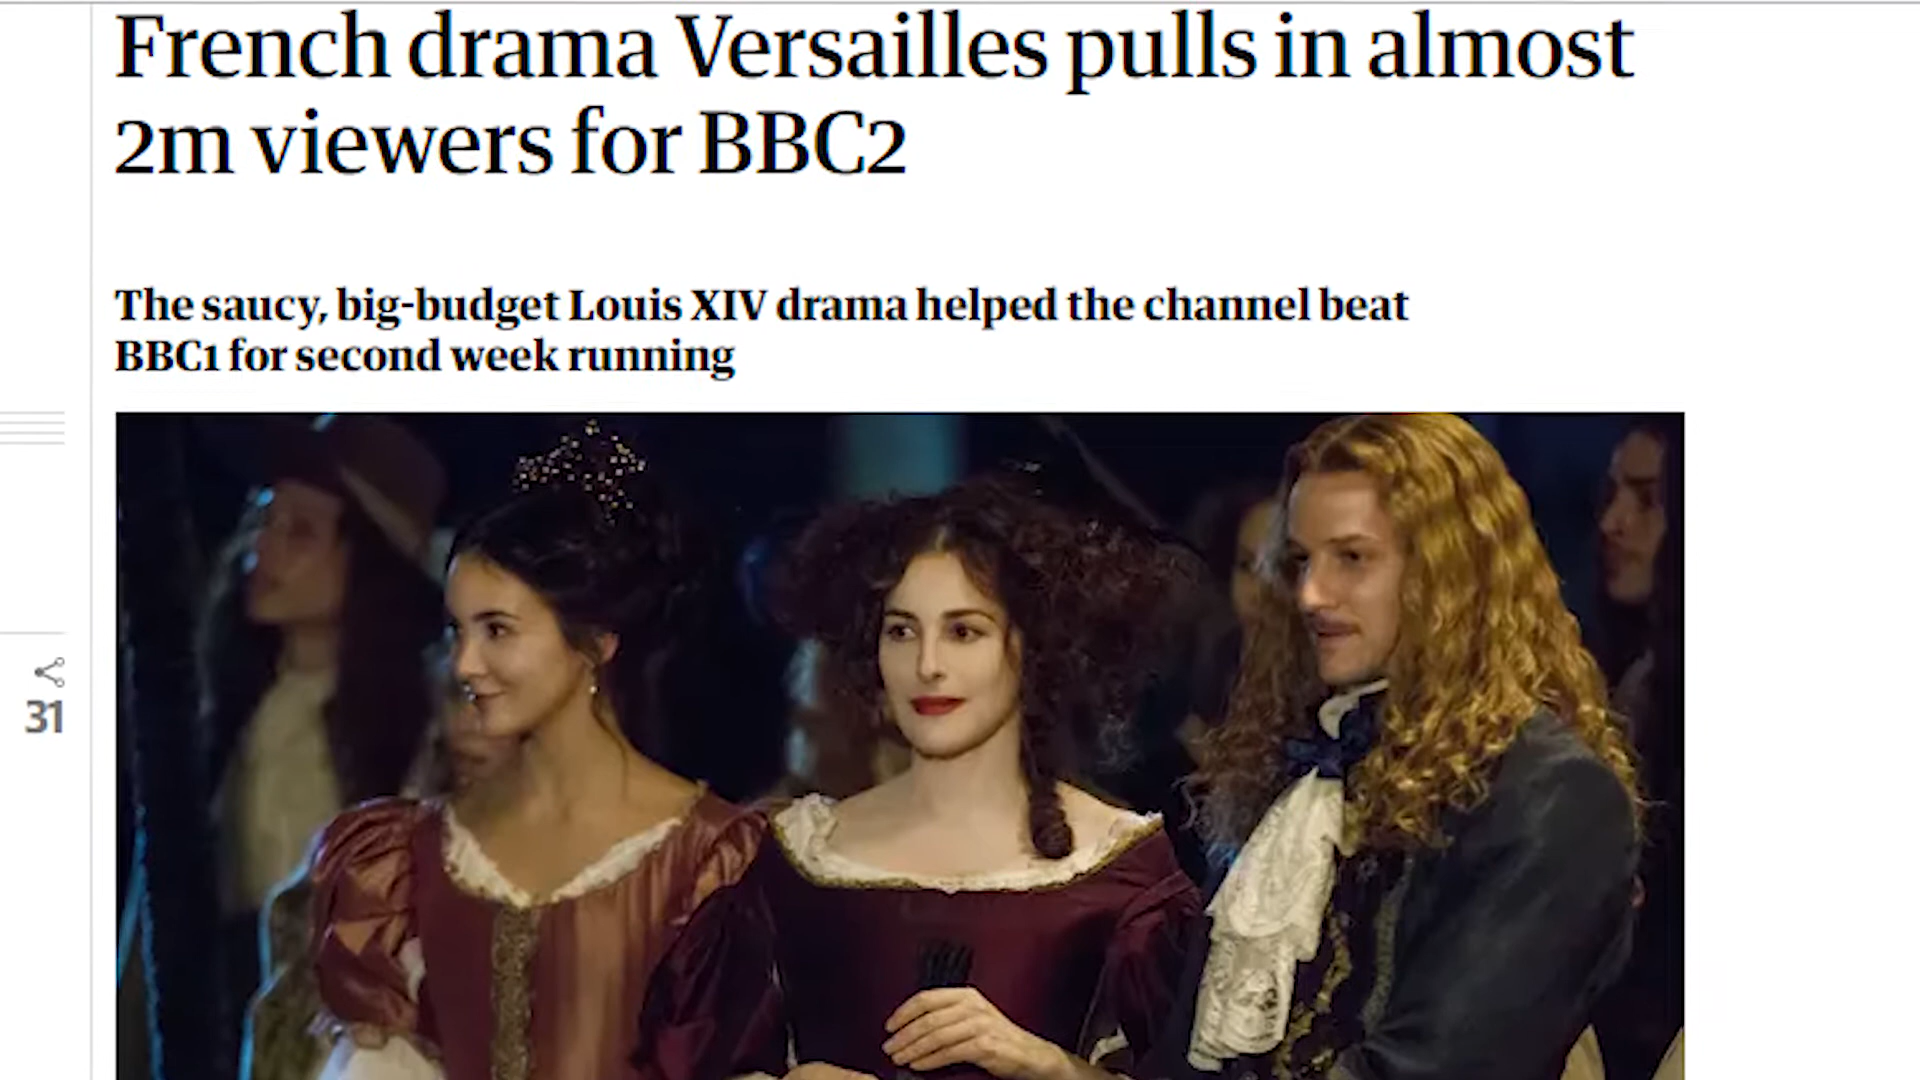 French drama Versailles pulls in almost
2m viewers for BBC2
The saucy, big-budget Louis XIV drama helped the channel beat
BBC1 for second week running
31